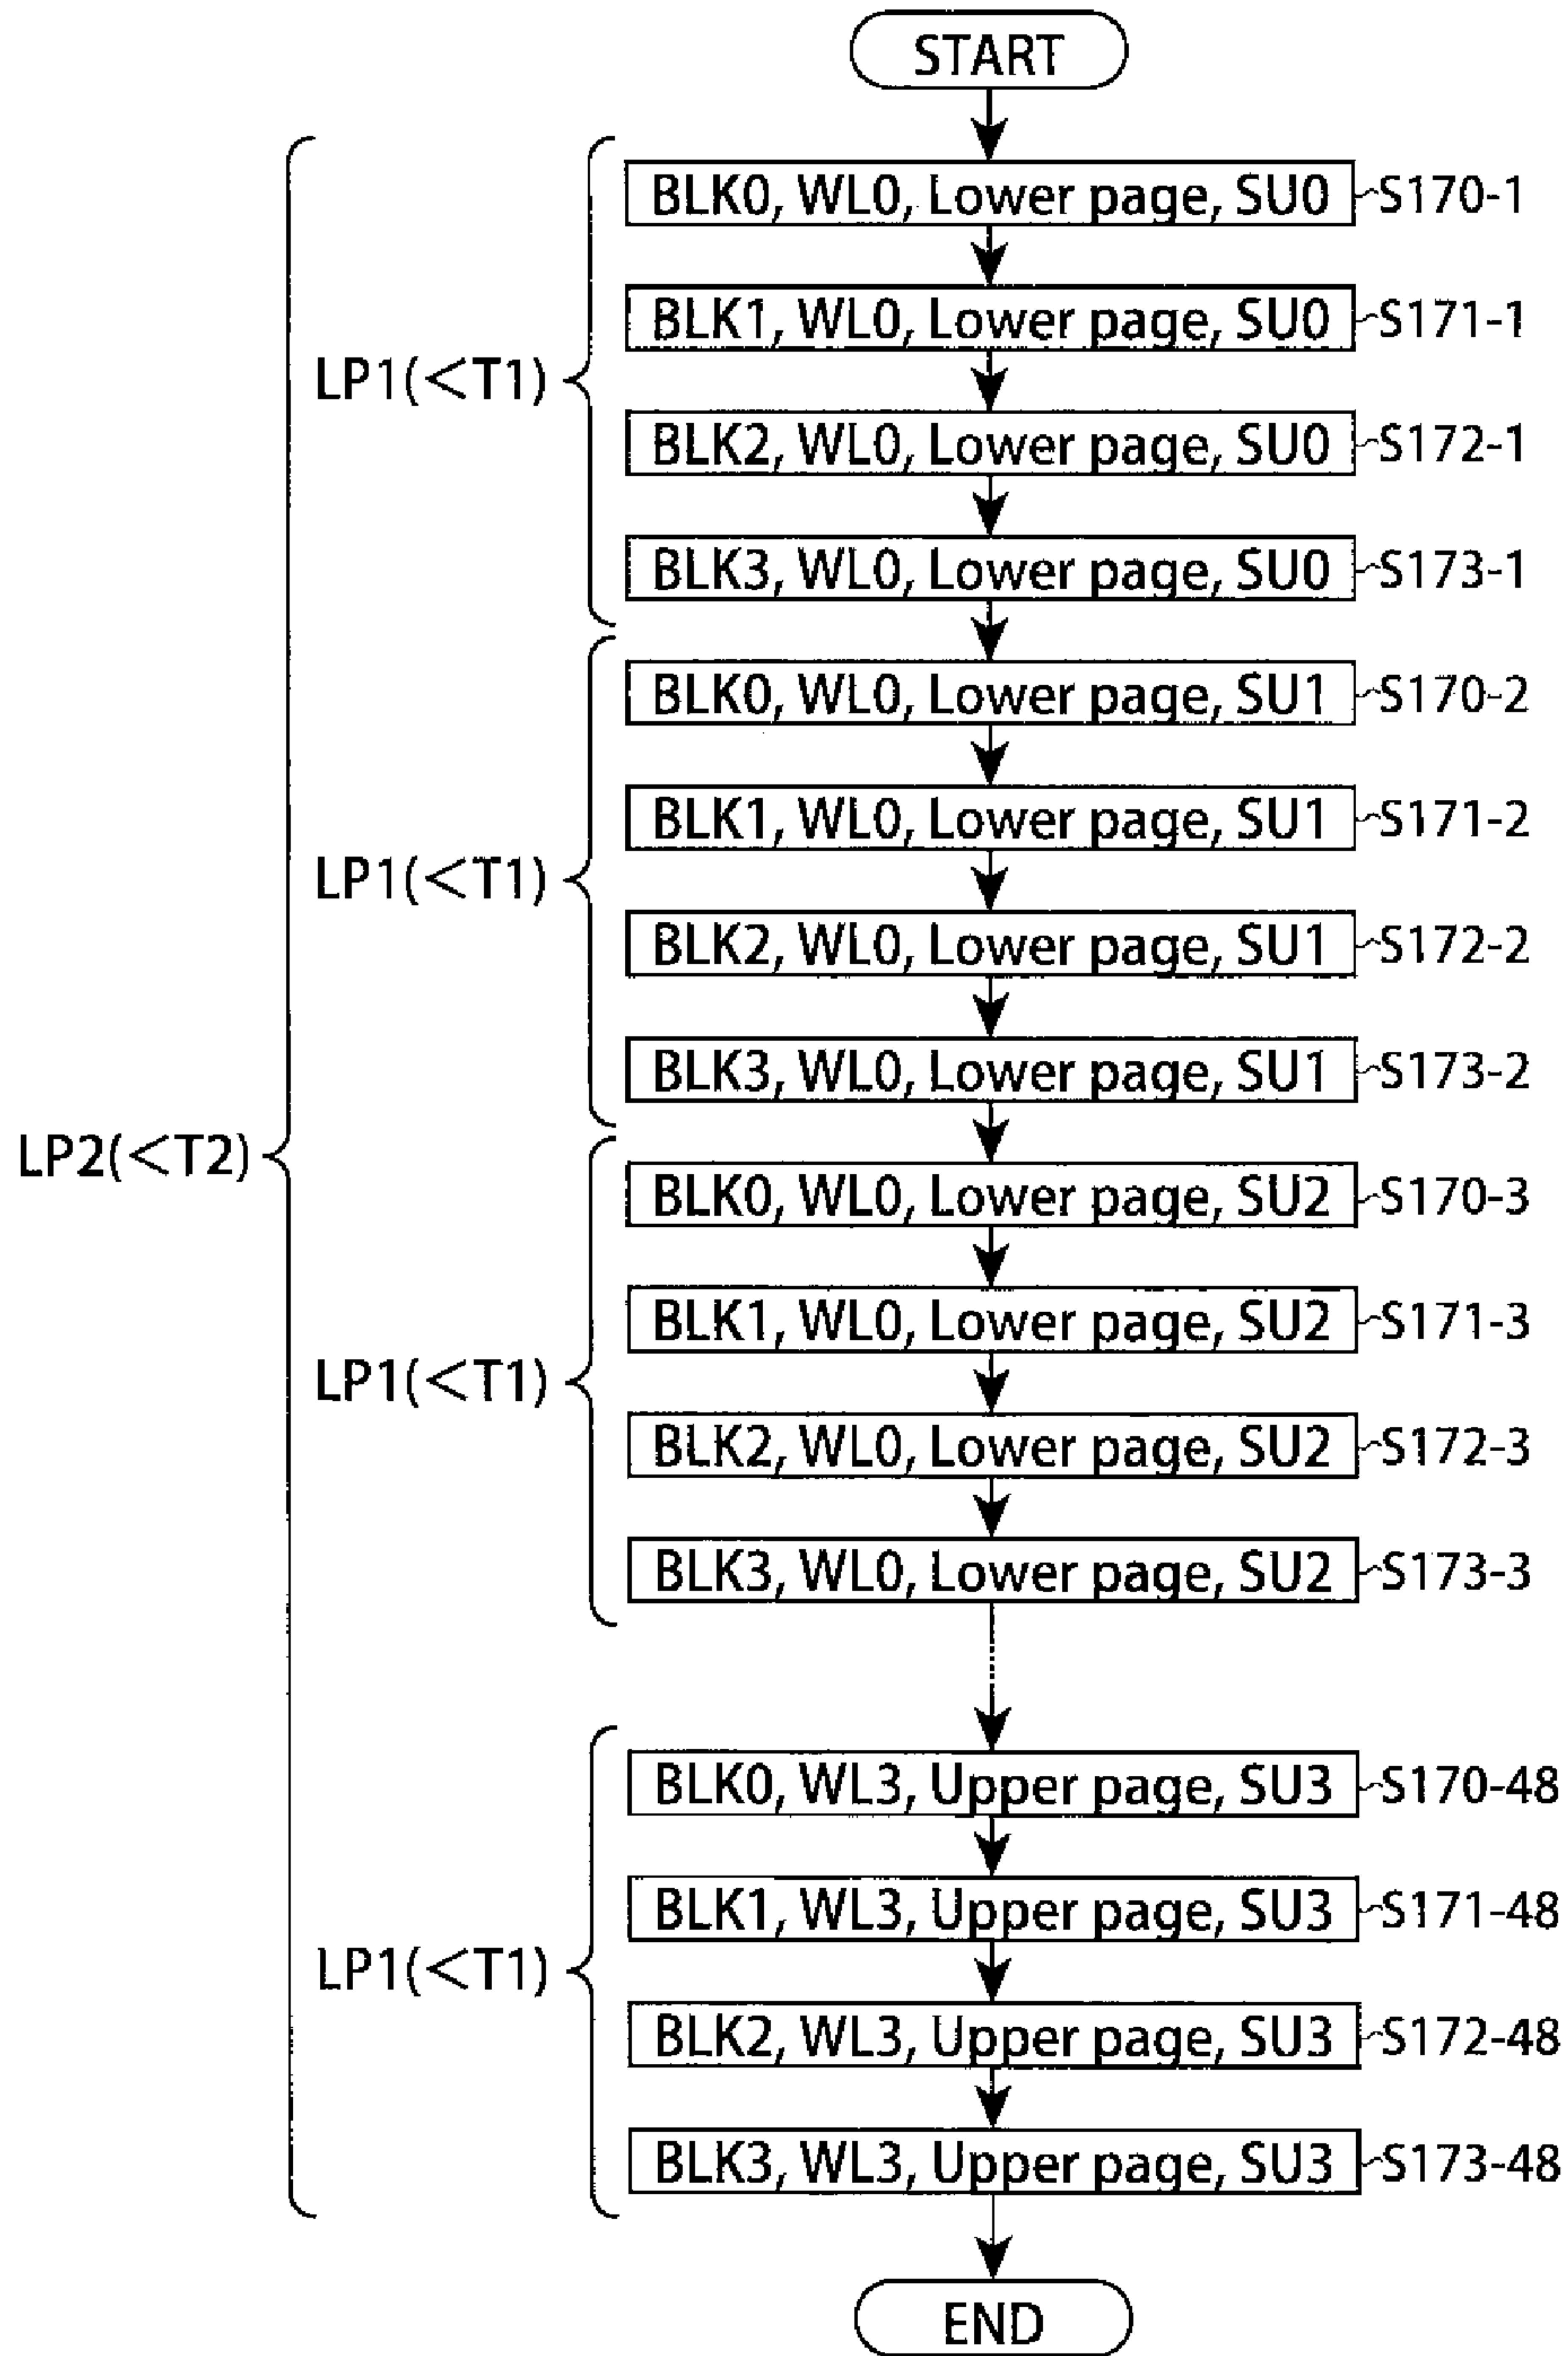 START
BLK0, WL0, Lower page, SU0 S170-1
BLK1, WL0, Lower page, SU0 S171-1
LP1(<T1)
BLK2, WL0, Lower page, SU0 S172-1
BLK3, WL0, Lower page, SU0 S173-1
BLK0, WL0, Lower page, SU1 S170-2
BLK1, WL0, Lower page, SU1 S171-2
LP1(<T1)
BLK2, WL0, Lower page, SU1 S172-2
BLK3, WL0, Lower page, SU1 S173-2
LP2(<T2)
BLK0, WL0, Lower page, SU2 S170-3
BLK1, WL0, Lower page, SU2 S171-3
LP1(<T1)
BLK2, WL0, Lower page, SU2 S172-3
BLK3, WL0, Lower page, SU2 S173-3
BLK0, WL3, Upper page, SU3 S170-48
BLK1, WL3, Upper page, SU3 S171-48
LP1(<T1)
BLK2, WL3, Upper page, SU3 S172-48
BLK3, WL3, Upper page, SU3 S173-48
END